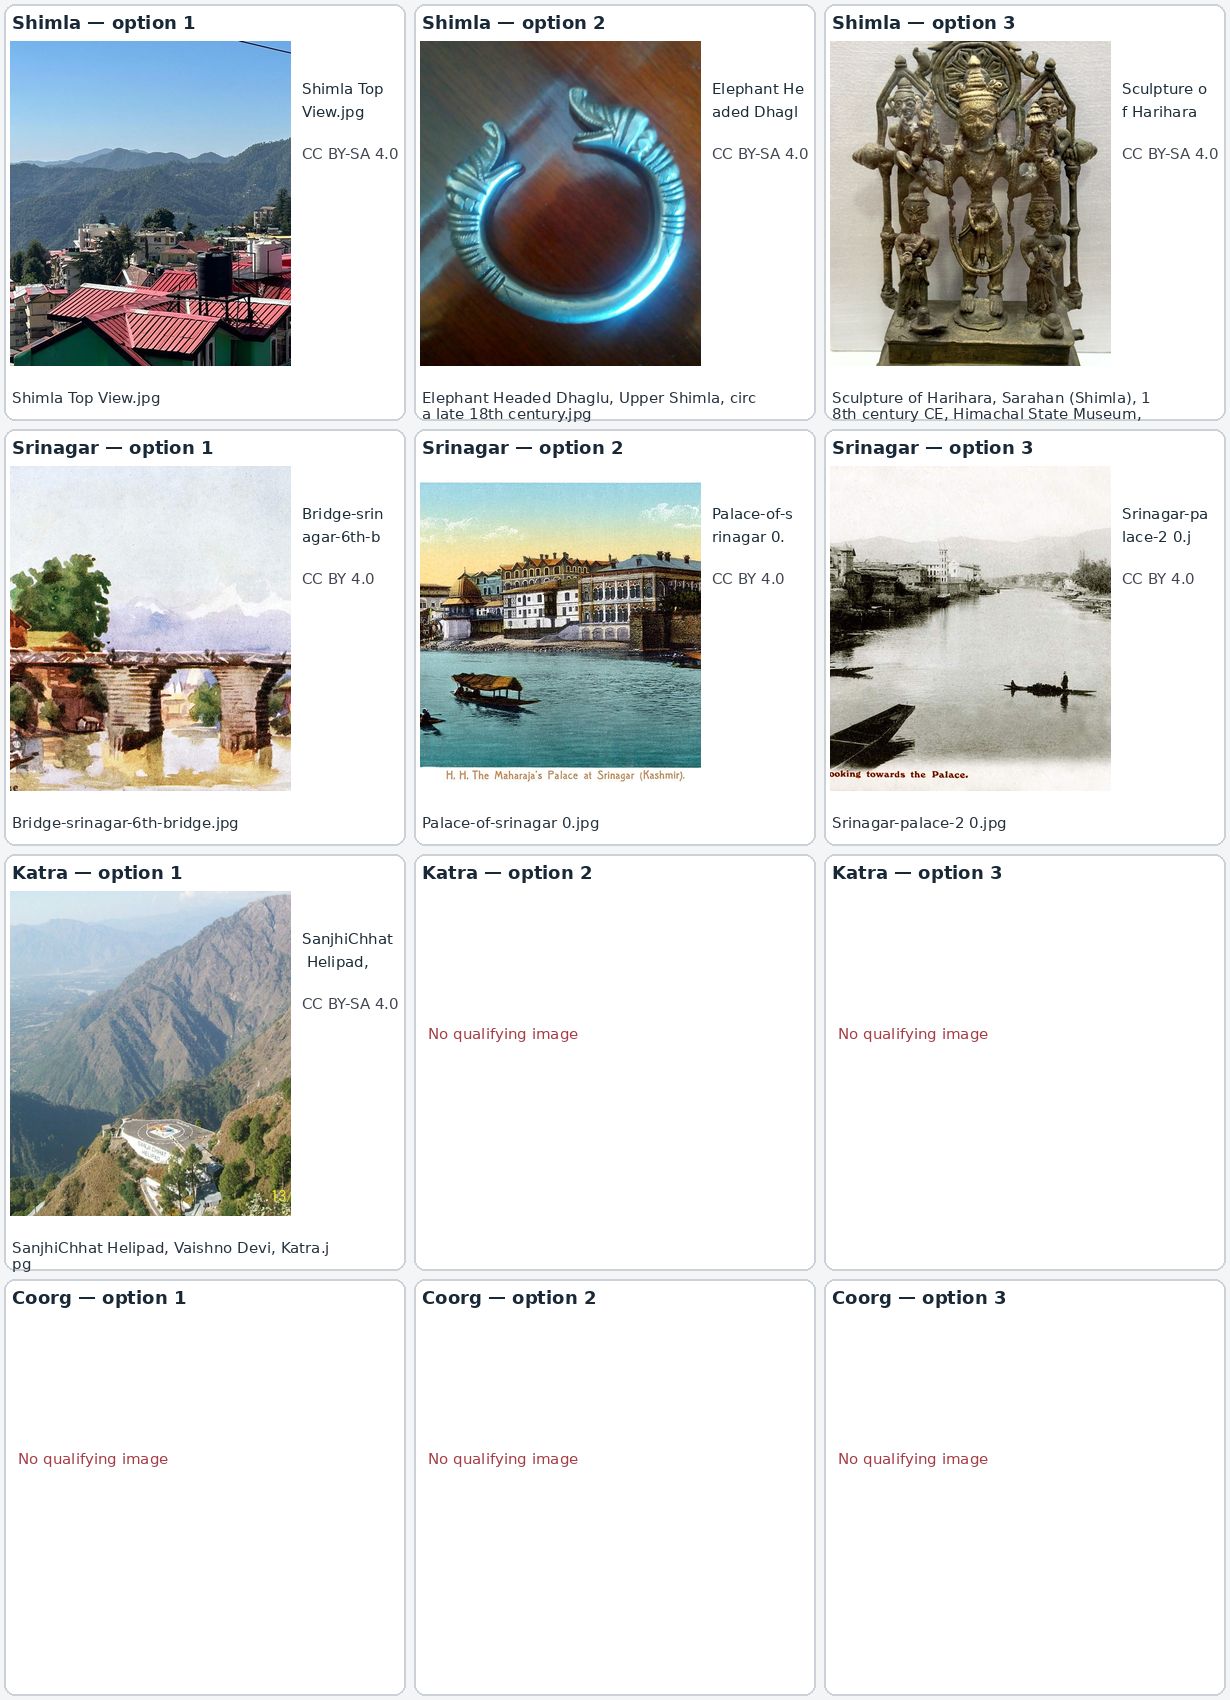 Shimla — option 1
Shimla Top
View.jpg
CC BY-SA 4.0
Shimla Top View.jpg
Shimla — option 2
Elephant He
aded Dhagl
CC BY-SA 4.0
Elephant Headed Dhaglu, Upper Shimla, circ
a late 18th century.jpg
Shimla — option 3
Sculpture o
f Harihara
CC BY-SA 4.0
Sculpture of Harihara, Sarahan (Shimla), 1
8th century CE, Himachal State Museum,
Srinagar — option 1
Bridge-srin
agar-6th-b
CC BY 4.0
Bridge-srinagar-6th-bridge.jpg
Srinagar — option 2
Palace-of-s
rinagar 0.
CC BY 4.0
H. H. The Maharaja's Palace at Srinagar (Kashmir).
Palace-of-srinagar 0.jpg
Srinagar — option 3
Srinagar-pa
lace-2 0.j
CC BY 4.0
ooking towards the Palace.
Srinagar-palace-2 0.jpg
Katra — option 1
SanjhiChhat
Helipad,
CC BY-SA 4.0
HELIPAD
13
SanjhiChhat Helipad, Vaishno Devi, Katra.j
pg
Katra — option 2
No qualifying image
Katra — option 3
No qualifying image
Coorg — option 1
No qualifying image
Coorg — option 2
No qualifying image
Coorg — option 3
No qualifying image